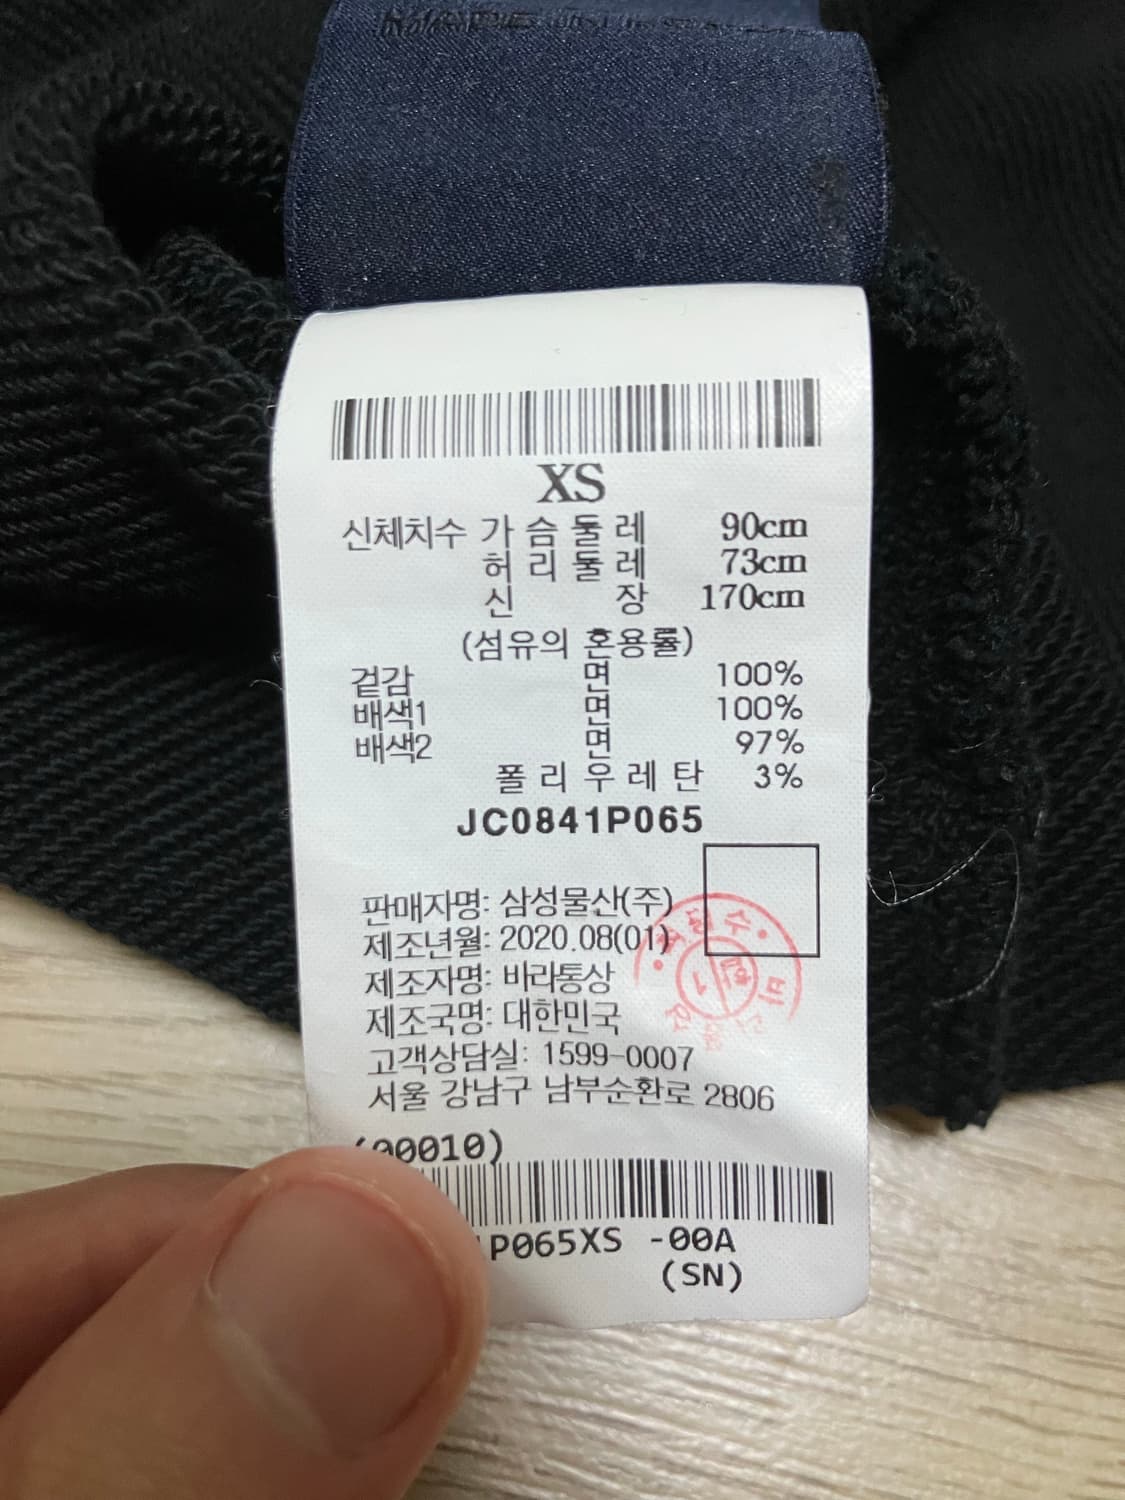 XS
신체치수 가슴둘레 90cm
허리둘레 73cm
신장 170cm
(섬유의 혼용률)
겉감 면 100%
배색1 면 100%
배색2 면 97%
폴리우레탄 3%
JC0841P065
판매자명: 삼성물산(주)
제조년월: 2020.08(01)
제조자명: 바라통상
제조국명: 대한민국
고객상담실: 1599-0007
서울 강남구 남부순환로 2806
(00010)
P065XS -00A
(SN)